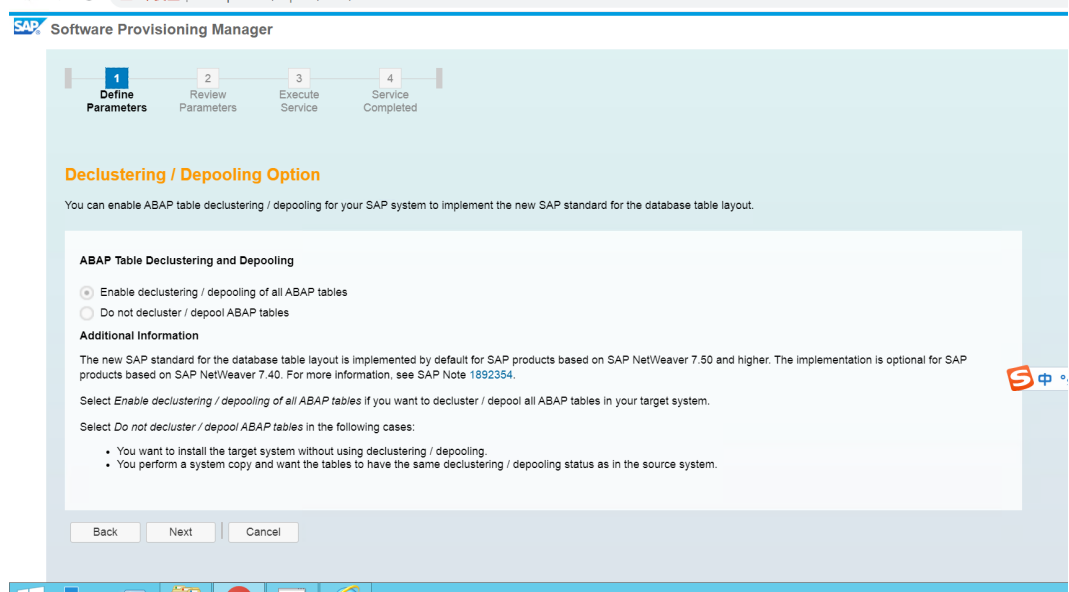 SAP
Software Provisioning Manager
1
Define
Parameters
2
Review
Parameters
3
Execute
Service
4
Service
Completed
Declustering / Depooling Option
You can enable ABAP table declustering / depooling for your SAP system to implement the new SAP standard for the database table layout.
ABAP Table Declustering and Depooling
Enable declustering / depooling of all ABAP tables
Do not decluster / depool ABAP tables
Additional Information
The new SAP standard for the database table layout is implemented by default for SAP products based on SAP NetWeaver 7.50 and higher. The implementation is optional for SAP
products based on SAP NetWeaver 7.40. For more information, see SAP Note 1892354.
Select Enable declustering / depooling of all ABAP tables if you want to decluster / depool all ABAP tables in your target system.
Select Do not decluster / depool ABAP tables in the following cases:
• You want to install the target system without using declustering / depooling.
• You perform a system copy and want the tables to have the same declustering / depooling status as in the source system.
中
Back
Next
Cancel